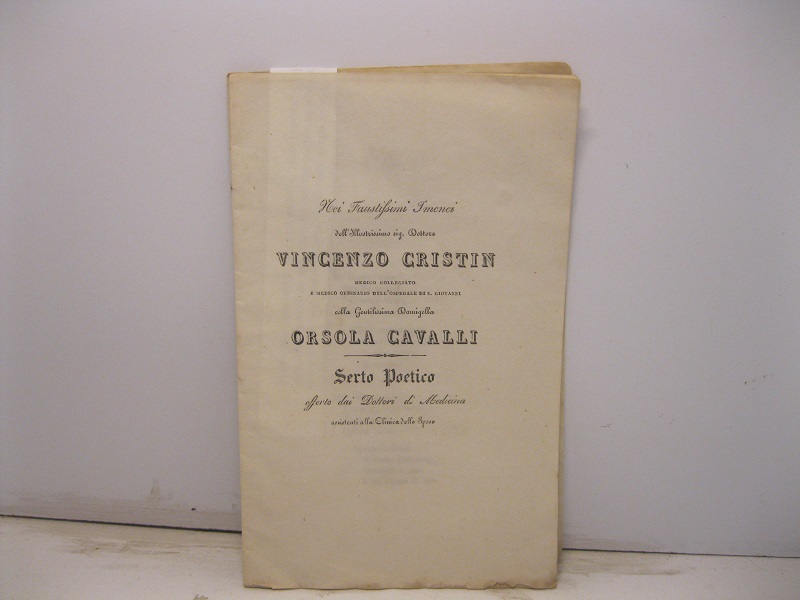 Nei Faustissimi Imenei
dell'Illustrissimo sig. Dottore
VINCENZO CRISTIN
MEDICO COLLEGIATO
E MEDICO ORDINARIO DELL'OSPEDALE DI S. GIOVANNI
colla Gentilissima Damigella
ORSOLA CAVALLI
Serto Poetico
offerto dai Dottori di Medicina
assistenti alla Clinica dello Sposo